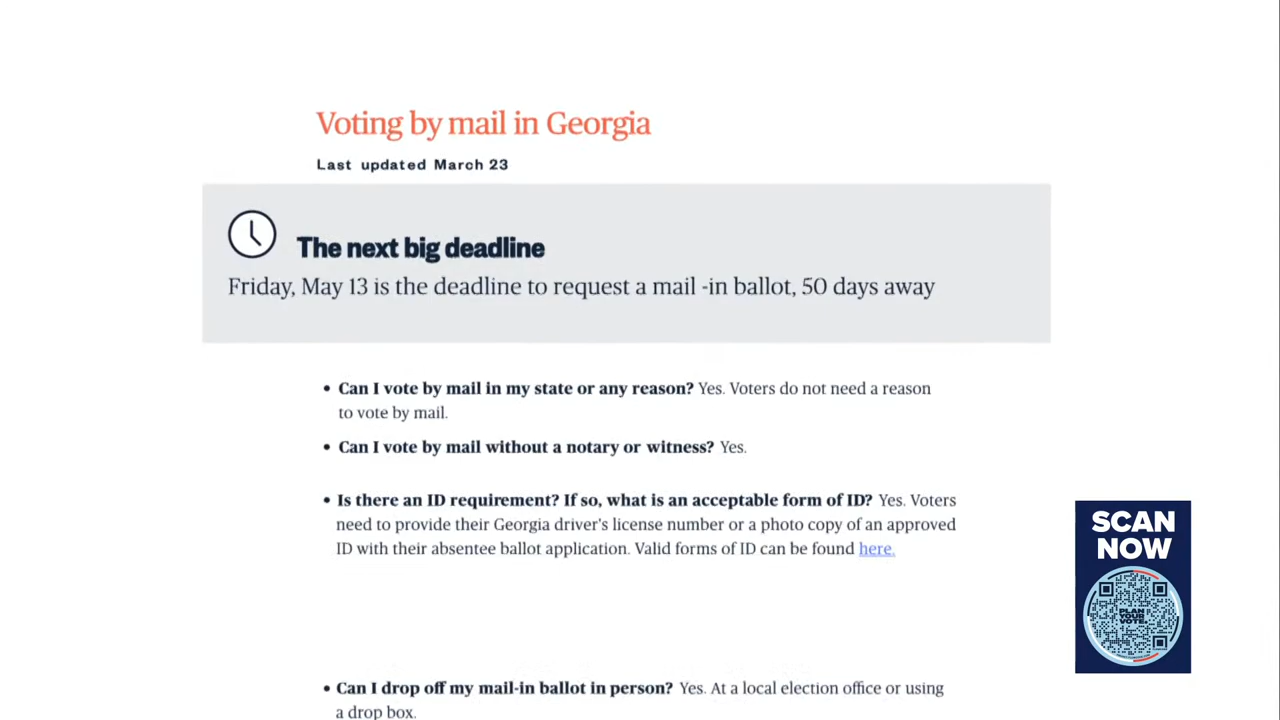 Voting by mail in Georgia
Last updated March 23
The next big deadline
Friday, May 13 is the deadline to request a mail -in ballot, 50 days away
• Can I vote by mail in my state or any reason? Yes. Voters do not need a reason
to vote by mail.
• Can I vote by mail without a notary or witness? Yes.
• Is there an ID requirement? If so, what is an acceptable form of ID? Yes. Voters
need to provide their Georgia driver's license number or a photo copy of an approved
ID with their absentee ballot application. Valid forms of ID can be found here.
SCAN
NOW
PLAN
YOUR
VOTE.
• Can I drop off my mail-in ballot in person? Yes. At a local election office or using
a drop box.